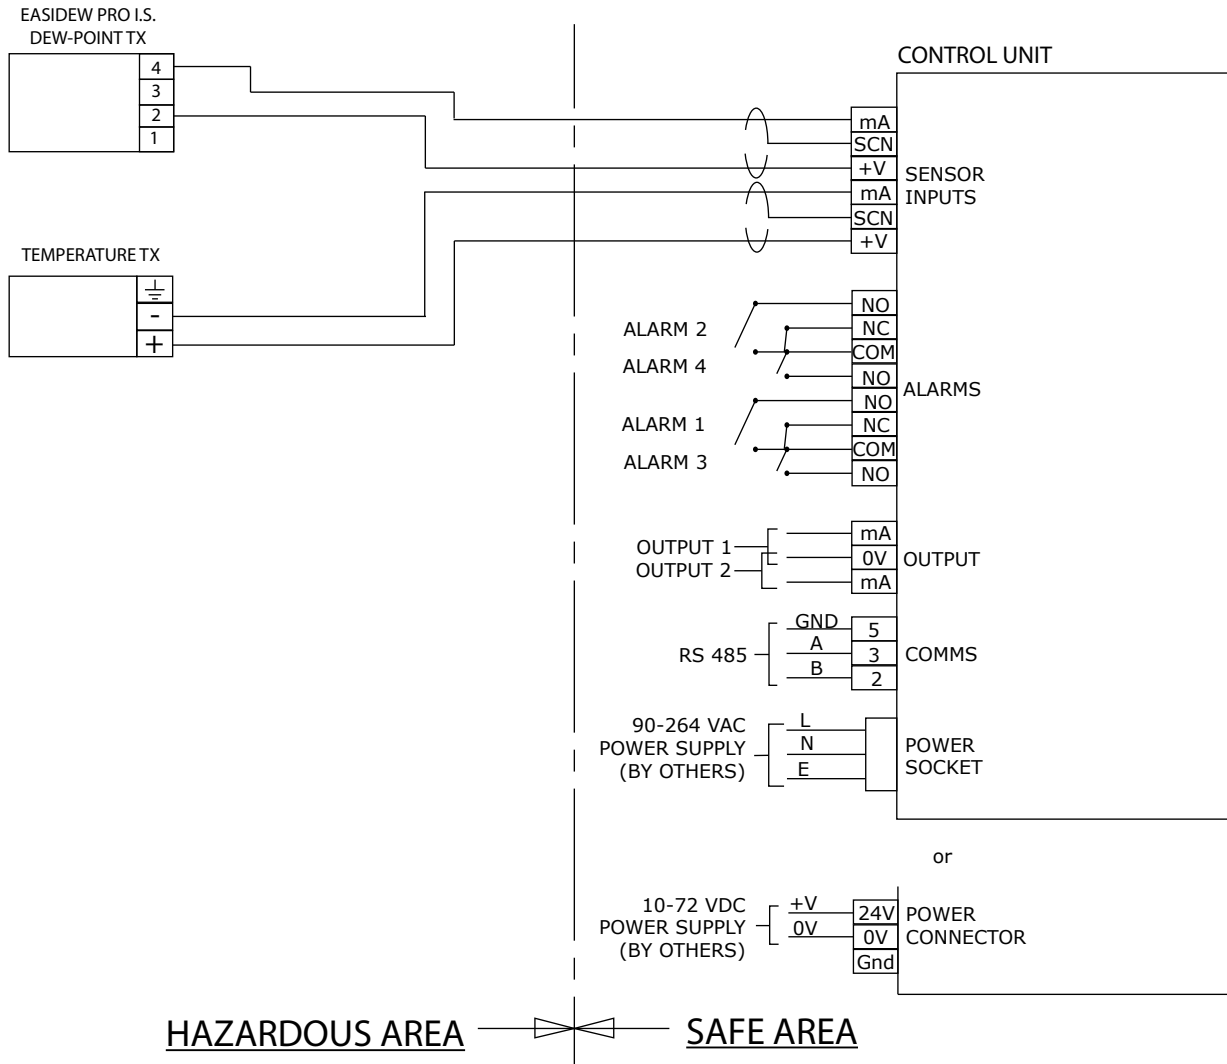 EASIDEW PRO I.S.
DEW-POINT TX
4
3
2
1
TEMPERATURE TX
-
+
CONTROL UNIT
mA
SCN
+V
mA
SCN
+V
SENSOR
INPUTS
ALARM 2
ALARM 4
ALARM 1
ALARM 3
NO
NC
COM
NO
NO
NC
COM
NO
ALARMS
OUTPUT 1
OUTPUT 2
mA
0V
mA
OUTPUT
RS 485
GND
A
B
5
3
2
COMMS
90-264 VAC
POWER SUPPLY
(BY OTHERS)
L
N
E
POWER
SOCKET
or
10-72 VDC
POWER SUPPLY
(BY OTHERS)
+V
0V
24V
0V
Gnd
POWER
CONNECTOR
HAZARDOUS AREA
SAFE AREA